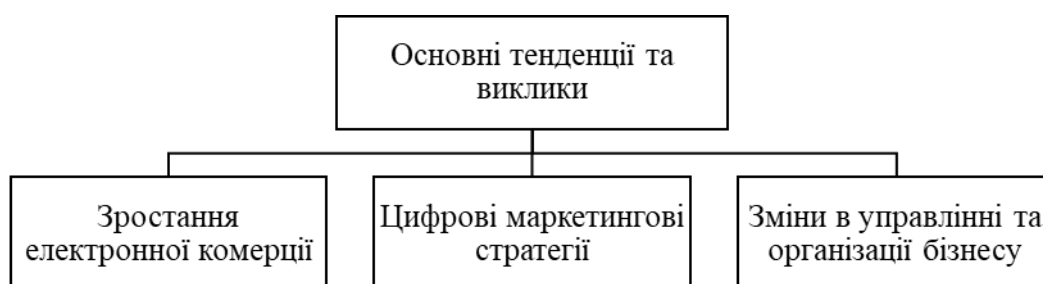 Основні тенденції та
виклики
Зростання
електронної комерції
Цифрові маркетингові
стратегії
Зміни в управлінні та
організації бізнесу